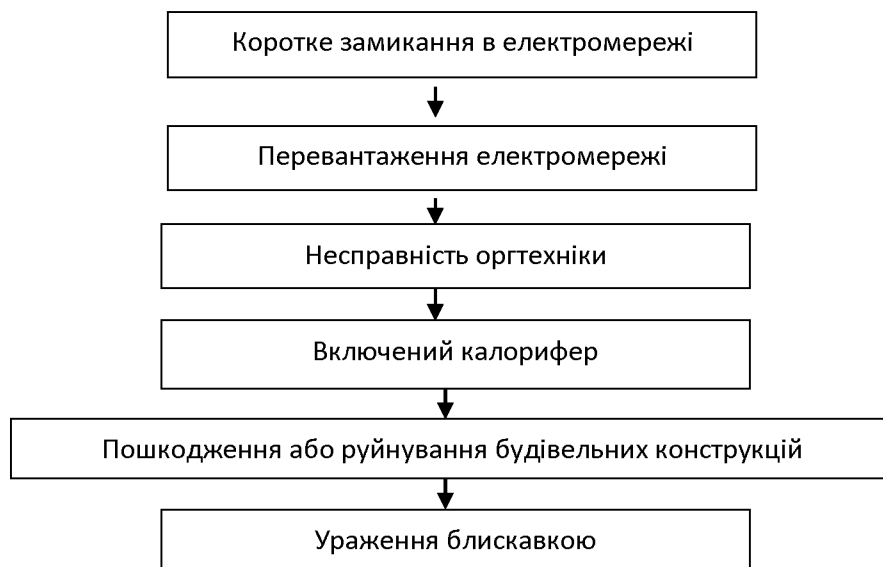 Коротке замикання в електромережі
Перевантаження електромережі
Несправність оргтехніки
Включений калорифер
Пошкодження або руйнування будівельних конструкцій
Ураження блискавкою